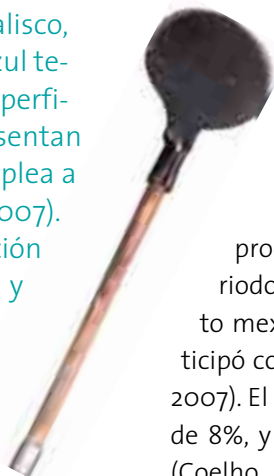 alisco,
zul te-
perfi-
sentan
plea a
007).
ción
y
pro
riodo
to mex
ticipó co
2007). El
de 8%, y
(Coelho